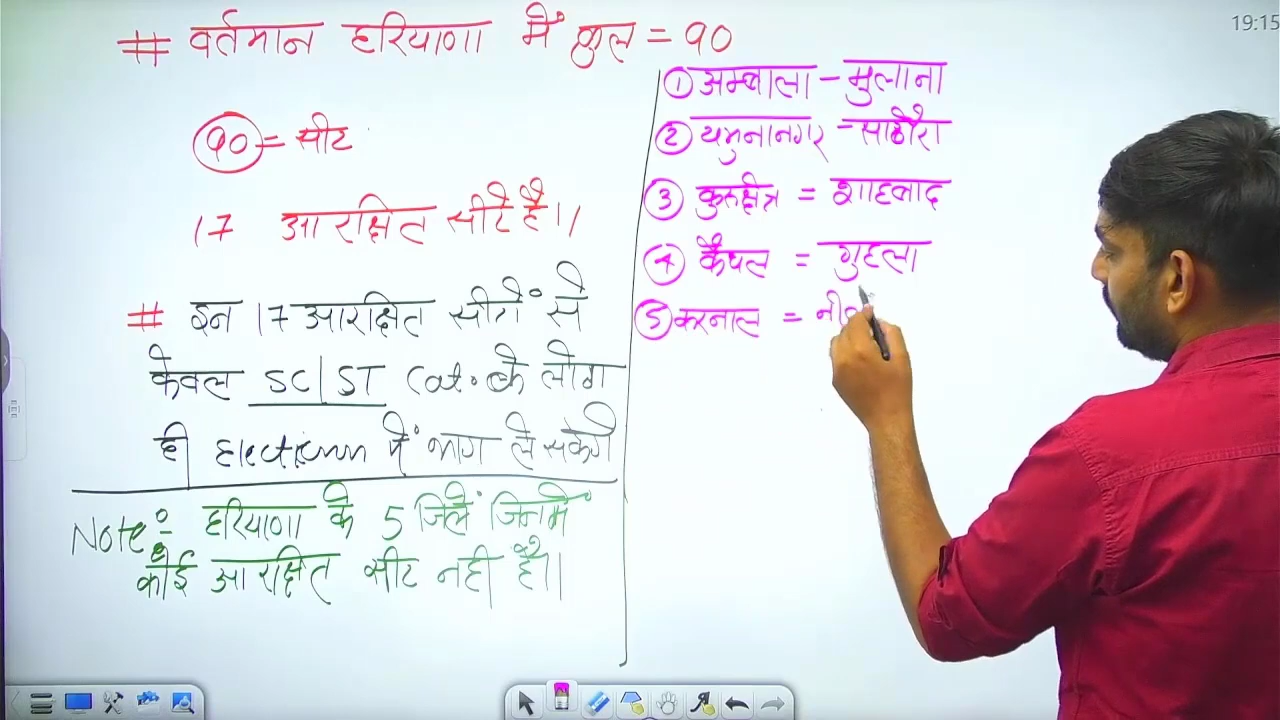 # वर्तमान हरियाणा में कुल = 90
90 = सीट
17 आरक्षित सीटे है।।
# इन 17 आरक्षित सीटों से
केवल SC/ST Cat. के लोग
ही Election में भाग ले सकेगे
Note:- हरियाणा के 5 जिलें जिनमें
कोई आरक्षित सीट नही है।।
① अम्बाला - मुलाना
② यमुनानगर - साढौरा
③ कुरुक्षेत्र = शाहबाद
④ कैथल = गुहला
⑤ करनाल = नी
19:15